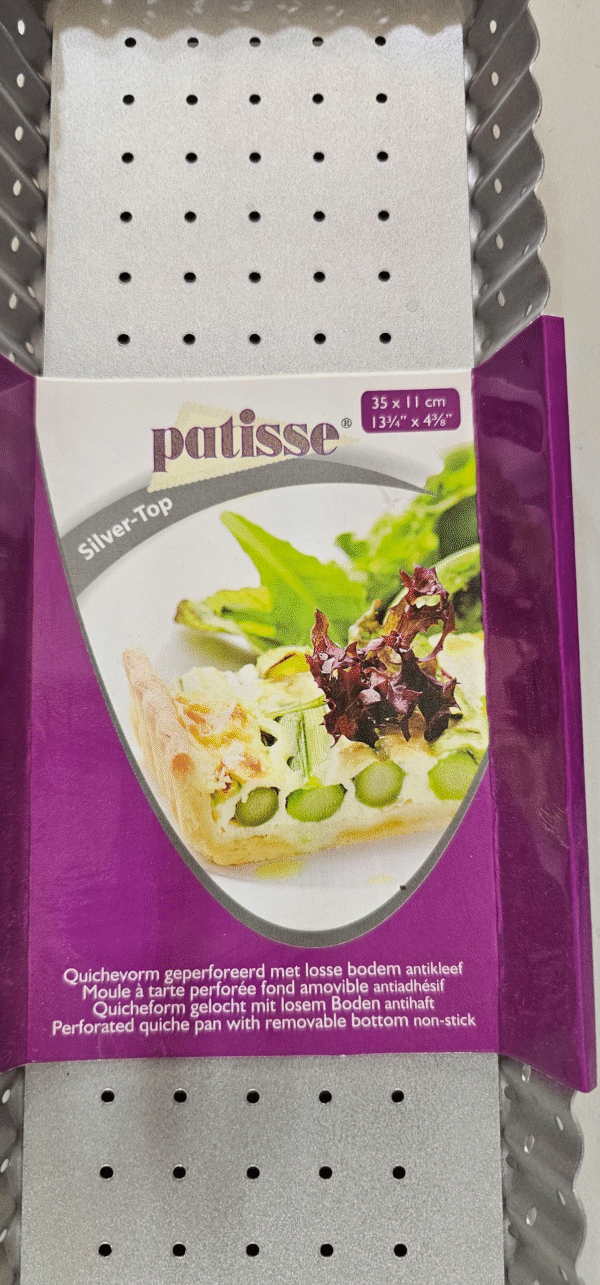 patisse®
35 x 11 cm
13¾" x 4⅜"
Silver-Top
Quichevorm geperforeerd met losse bodem antikleef
Moule à tarte perforée fond amovible antiadhésif
Quicheform gelocht mit losem Boden antihaft
Perforated quiche pan with removable bottom non-stick